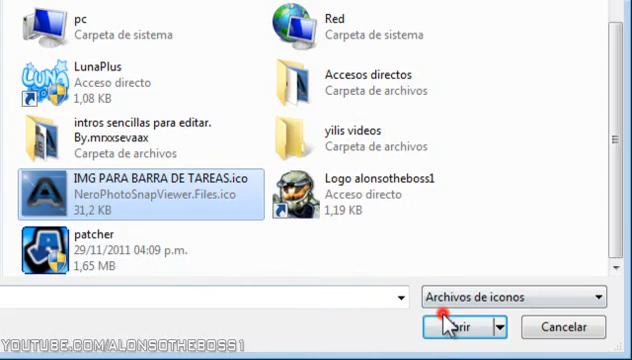 pc
Carpeta de sistema
Red
Carpeta de sistema
LunaPlus
Acceso directo
1,08 KB
Accesos directos
Carpeta de archivos
intros sencillas para editar.
By.mnxsevaax
Carpeta de archivos
yilis videos
Carpeta de archivos
IMG PARA BARRA DE TAREAS.ico
NeroPhotoSnapViewer.Files.ico
31,2 KB
Logo alonsotheboss1
Acceso directo
1,19 KB
patcher
29/11/2011 04:09 p.m.
1,65 MB
Archivos de iconos
Cancelar
YOUTUBE.COM/ALONSOTHEBOSS1